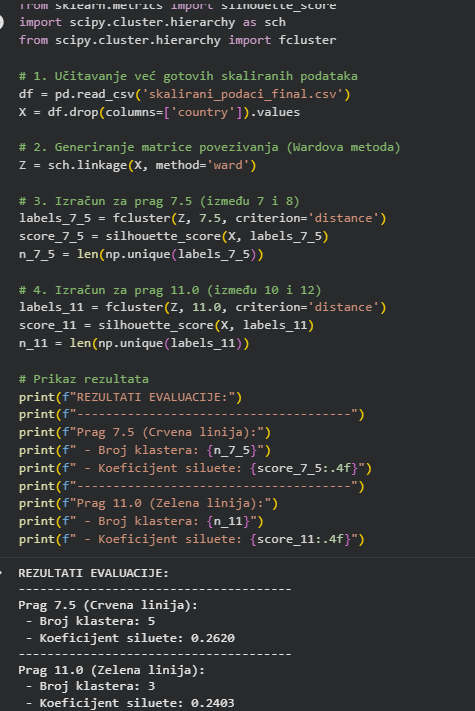 from sklearn.metrics import silhouette_score
import scipy.cluster.hierarchy as sch
from scipy.cluster.hierarchy import fcluster
# 1. Učitavanje već gotovih skaliranih podataka
df = pd.read_csv('skalirani_podaci_final.csv')
X = df.drop(columns=['country']).values
# 2. Generiranje matrice povezivanja (Wardova metoda)
Z = sch.linkage(X, method='ward')
# 3. Izračun za prag 7.5 (između 7 i 8)
labels_7_5 = fcluster(Z, 7.5, criterion='distance')
score_7_5 = silhouette_score(X, labels_7_5)
n_7_5 = len(np.unique(labels_7_5))
# 4. Izračun za prag 11.0 (između 10 i 12)
labels_11 = fcluster(Z, 11.0, criterion='distance')
score_11 = silhouette_score(X, labels_11)
n_11 = len(np.unique(labels_11))
# Prikaz rezultata
print(f"REZULTATI EVALUACIJE:")
print(f"-------------------------------------")
print(f"Prag 7.5 (Crvena linija):")
print(f" - Broj klastera: {n_7_5}")
print(f" - Koeficijent siluete: {score_7_5:.4f}")
print(f"-------------------------------------")
print(f"Prag 11.0 (Zelena linija):")
print(f" - Broj klastera: {n_11}")
print(f" - Koeficijent siluete: {score_11:.4f}")
REZULTATI EVALUACIJE:
-------------------------------------
Prag 7.5 (Crvena linija):
 - Broj klastera: 5
 - Koeficijent siluete: 0.2620
-------------------------------------
Prag 11.0 (Zelena linija):
 - Broj klastera: 3
 - Koeficijent siluete: 0.2403